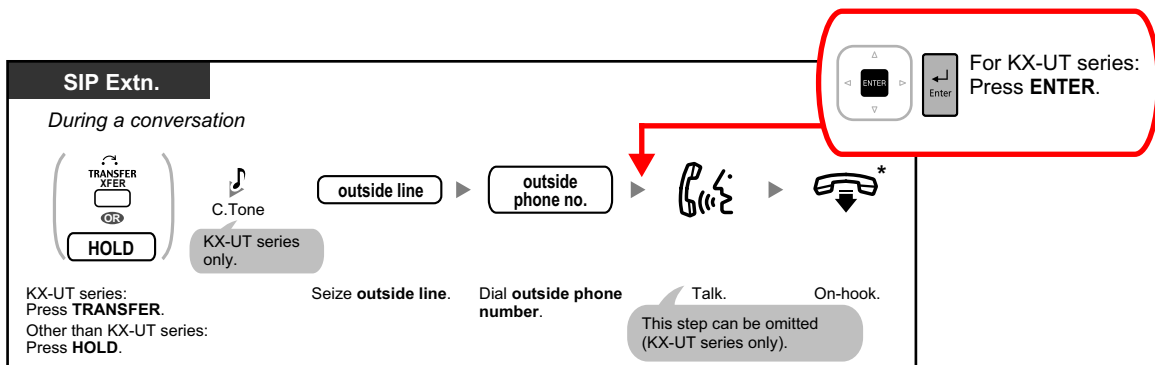 For KX-UT series:
Press ENTER.
ENTER
Enter
SIP Extn.
During a conversation
TRANSFER
XFER
OR
HOLD
C.Tone
KX-UT series
only.
outside line
outside
phone no.
*
KX-UT series:
Press TRANSFER.
Other than KX-UT series:
Press HOLD.
Seize outside line.
Dial outside phone
number.
Talk.
This step can be omitted
(KX-UT series only).
On-hook.